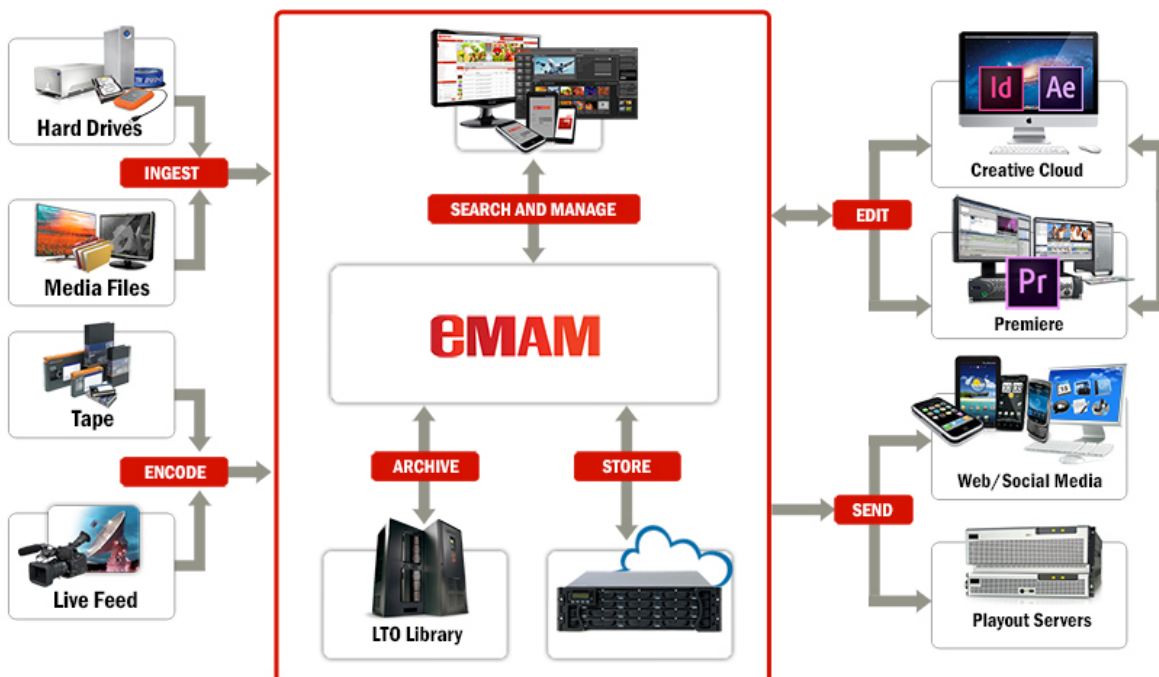 Hard Drives
INGEST
Media Files
Tape
ENCODE
Live Feed
SEARCH AND MANAGE
eMAM
ARCHIVE
STORE
LTO Library
Id
Ae
Creative Cloud
EDIT
Pr
Premiere
Web/Social Media
SEND
Playout Servers